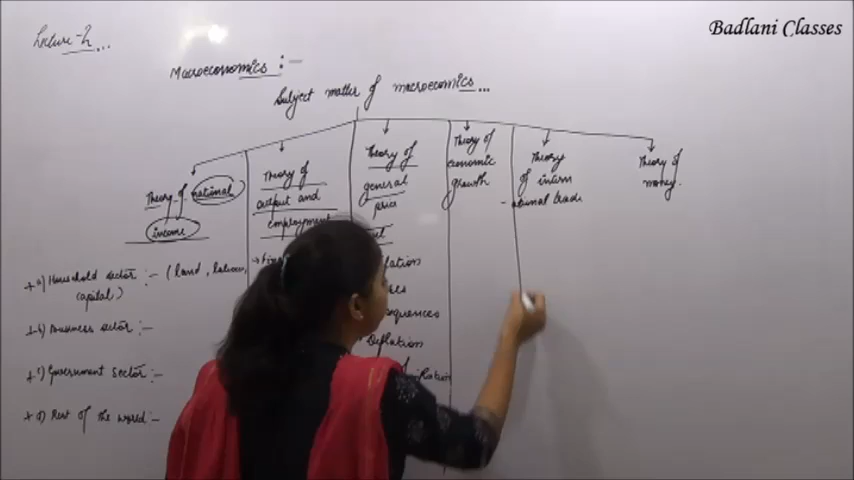 Badlani Classes
Lecture-2...
Macroeconomics :-
Subject matter of macroeconomics...
Theory of national
income
Theory of
output and
employment
Theory of
general
price
Theory of
economic
growth
Theory
of intern
-ational trade
Theory of
money.
a) Household sector :- (land, labour,
capital)
b) Business sector :-
c) Government sector :-
d) Rest of the world :-
Deflation